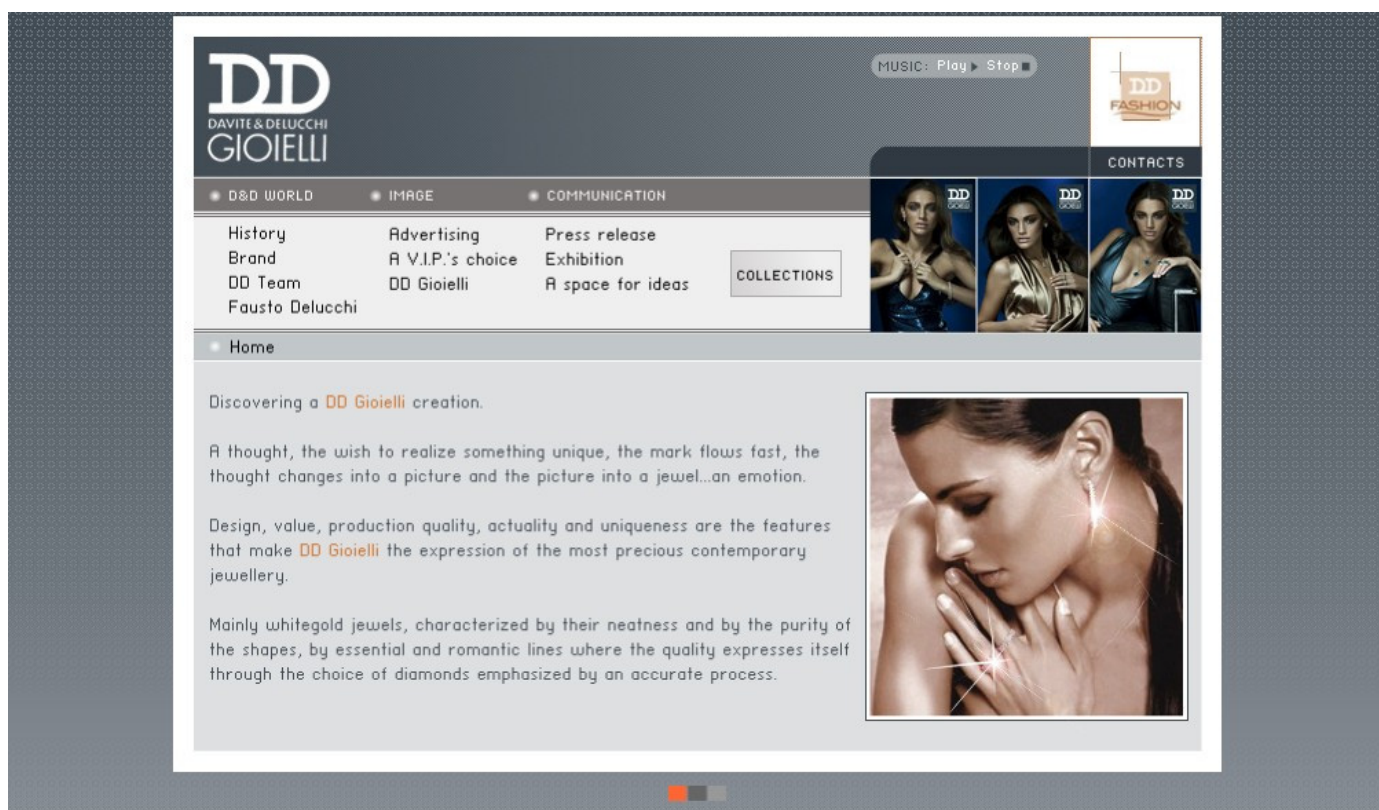 DD
DAVITE & DELUCCHI
GIOIELLI
MUSIC: Play Stop
DD
FASHION
CONTACTS
D&D WORLD
IMAGE
COMMUNICATION
History
Brand
DD Team
Fausto Delucchi
Advertising
A V.I.P.'s choice
DD Gioielli
Press release
Exhibition
A space for ideas
COLLECTIONS
DD
DD
DD
Home
Discovering a DD Gioielli creation.
A thought, the wish to realize something unique, the mark flows fast, the
thought changes into a picture and the picture into a jewel...an emotion.
Design, value, production quality, actuality and uniqueness are the features
that make DD Gioielli the expression of the most precious contemporary
jewellery.
Mainly whitegold jewels, characterized by their neatness and by the purity of
the shapes, by essential and romantic lines where the quality expresses itself
through the choice of diamonds emphasized by an accurate process.